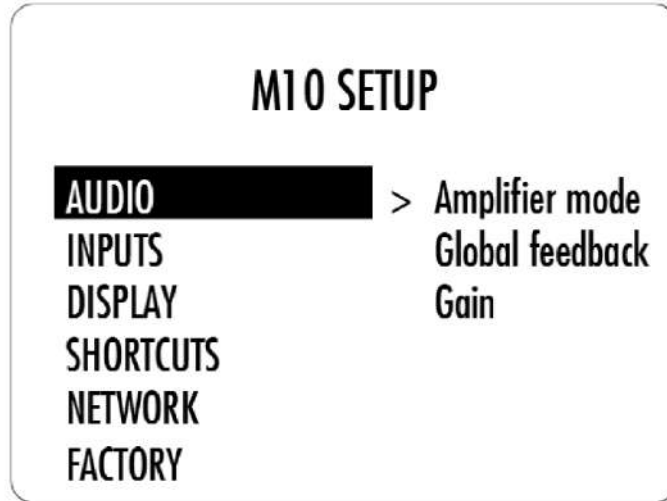 M10 SETUP
AUDIO > Amplifier mode
INPUTS Global feedback
DISPLAY Gain
SHORTCUTS
NETWORK
FACTORY